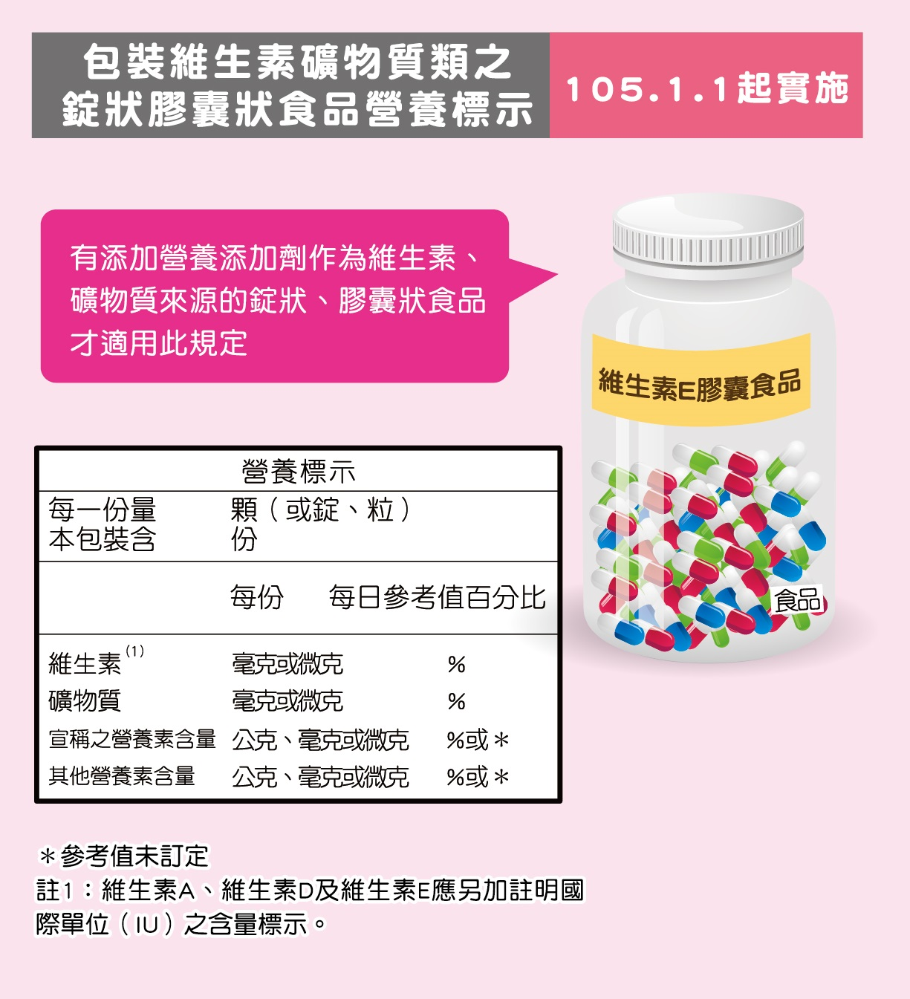 包裝維生素礦物質類之
錠狀膠囊狀食品營養標示
105.1.1起實施
有添加營養添加劑作為維生素、
礦物質來源的錠狀、膠囊狀食品
才適用此規定
維生素E膠囊食品
食品
營養標示
每一份量 顆（或錠、粒）
本包裝含 份
每份 每日參考值百分比
維生素(1) 毫克或微克 %
礦物質 毫克或微克 %
宣稱之營養素含量 公克、毫克或微克 %或＊
其他營養素含量 公克、毫克或微克 %或＊
＊參考值未訂定
註1：維生素A、維生素D及維生素E應另加註明國
際單位（IU）之含量標示。